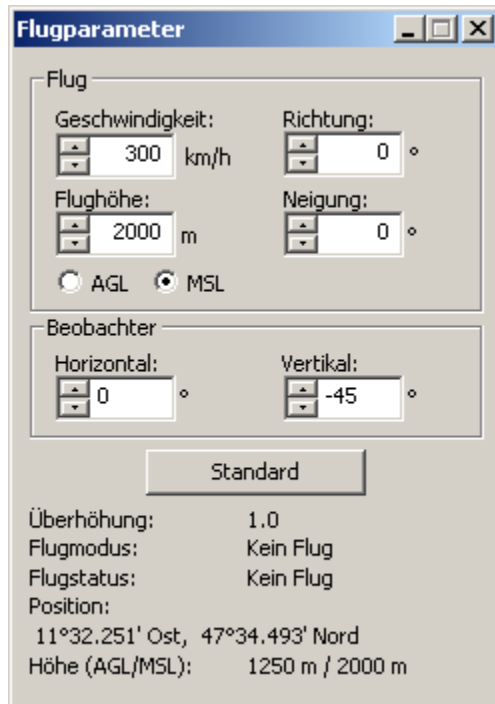 Flugparameter
Flug
Geschwindigkeit: Richtung:
300 km/h 0 °
Flughöhe: Neigung:
2000 m 0 °
AGL MSL
Beobachter
Horizontal: Vertikal:
0 ° -45 °
Standard
Überhöhung: 1.0
Flugmodus: Kein Flug
Flugstatus: Kein Flug
Position:
11°32.251' Ost, 47°34.493' Nord
Höhe (AGL/MSL): 1250 m / 2000 m